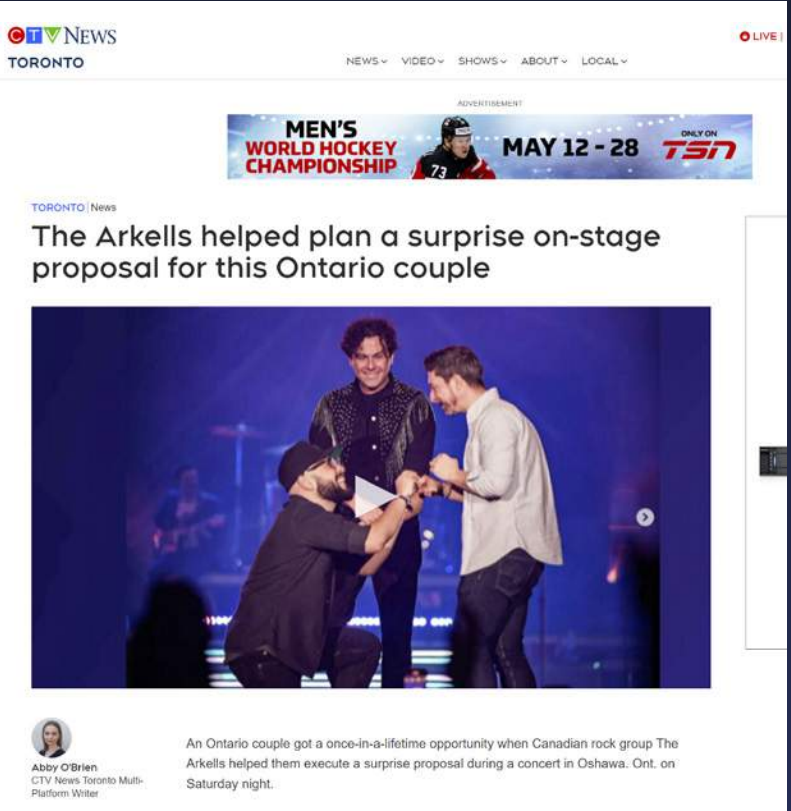 CTV NEWS
TORONTO
LIVE |
NEWS VIDEO SHOWS ABOUT LOCAL
ADVERTISEMENT
MEN'S
WORLD HOCKEY
CHAMPIONSHIP
73
MAY 12 - 28
ONLY ON
TSN
TORONTO | News
The Arkells helped plan a surprise on-stage
proposal for this Ontario couple
Abby O'Brien
CTV News Toronto Multi-
Platform Writer
An Ontario couple got a once-in-a-lifetime opportunity when Canadian rock group The
Arkells helped them execute a surprise proposal during a concert in Oshawa. Ont. on
Saturday night.